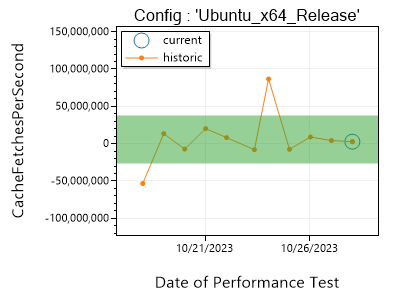 Config : 'Ubuntu_x64_Release'
current
historic
CacheFetchesPerSecond
150,000,000
100,000,000
50,000,000
0
-50,000,000
-100,000,000
10/21/2023
10/26/2023
Date of Performance Test